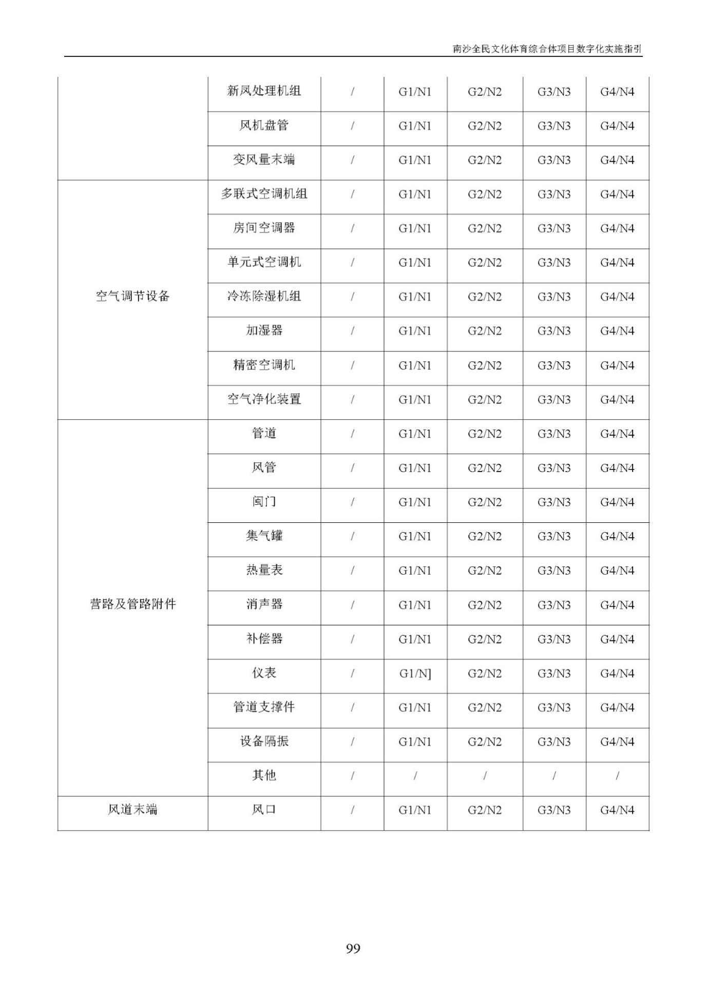 南沙全民文化体育综合体项目数字化实施指引
新风处理机组 / G1/N1 G2/N2 G3/N3 G4/N4
风机盘管 / G1/N1 G2/N2 G3/N3 G4/N4
变风量末端 / G1/N1 G2/N2 G3/N3 G4/N4
多联式空调机组 / G1/N1 G2/N2 G3/N3 G4/N4
房间空调器 / G1/N1 G2/N2 G3/N3 G4/N4
单元式空调机 / G1/N1 G2/N2 G3/N3 G4/N4
空气调节设备 冷冻除湿机组 / G1/N1 G2/N2 G3/N3 G4/N4
加湿器 / G1/N1 G2/N2 G3/N3 G4/N4
精密空调机 / G1/N1 G2/N2 G3/N3 G4/N4
空气净化装置 / G1/N1 G2/N2 G3/N3 G4/N4
管道 / G1/N1 G2/N2 G3/N3 G4/N4
风管 / G1/N1 G2/N2 G3/N3 G4/N4
闽门 / G1/N1 G2/N2 G3/N3 G4/N4
集气罐 / G1/N1 G2/N2 G3/N3 G4/N4
热量表 / G1/N1 G2/N2 G3/N3 G4/N4
营路及管路附件 消声器 / G1/N1 G2/N2 G3/N3 G4/N4
补偿器 / G1/N1 G2/N2 G3/N3 G4/N4
仪表 / G1/N] G2/N2 G3/N3 G4/N4
管道支撑件 / G1/N1 G2/N2 G3/N3 G4/N4
设备隔振 / G1/N1 G2/N2 G3/N3 G4/N4
其他 / / / / /
风道末端 风口 / G1/N1 G2/N2 G3/N3 G4/N4
99